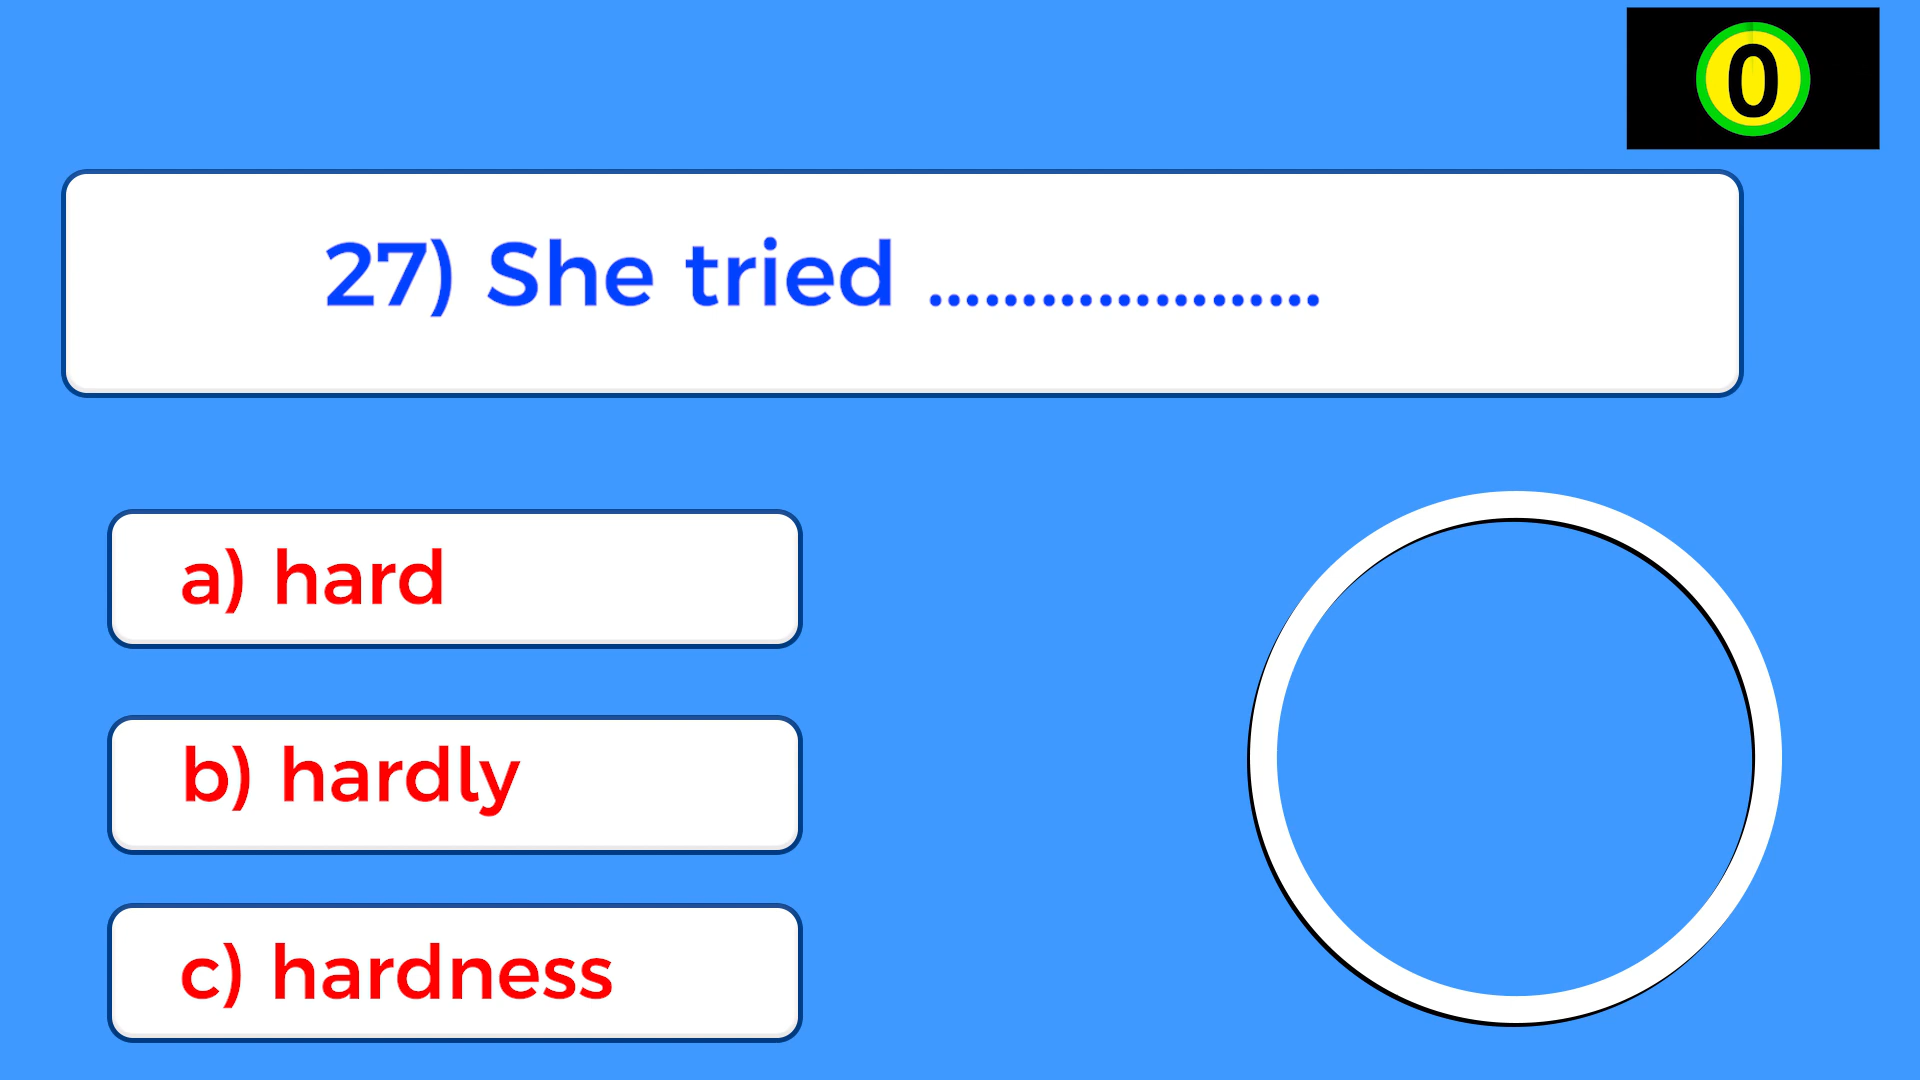 0
27) She tried .....................
a) hard
b) hardly
c) hardness